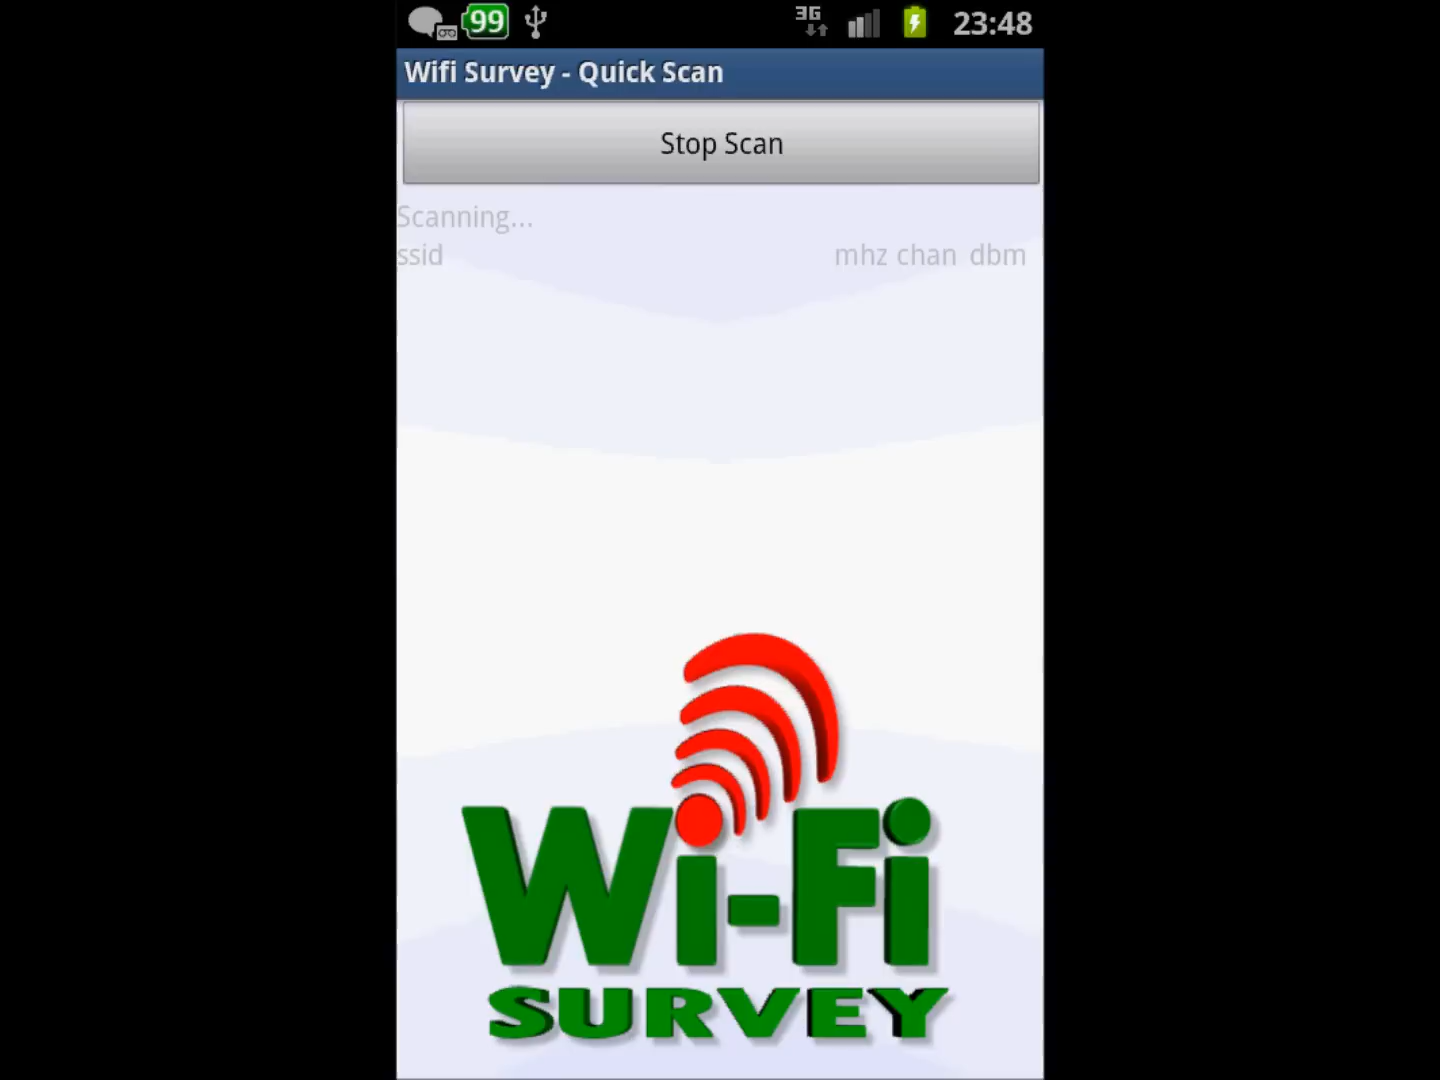 99 3G 23:48
Wifi Survey - Quick Scan
Stop Scan
Scanning...
ssid mhz chan dbm
Wi-Fi
SURVEY